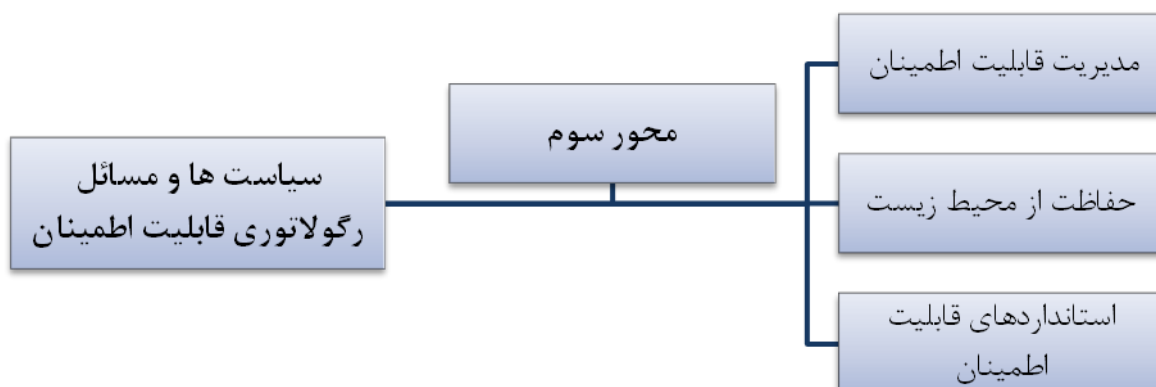 محور سوم
سیاست ها و مسائل
رگولاتوری قابلیت اطمینان
مدیریت قابلیت اطمینان
حفاظت از محیط زیست
استانداردهای قابلیت
اطمینان